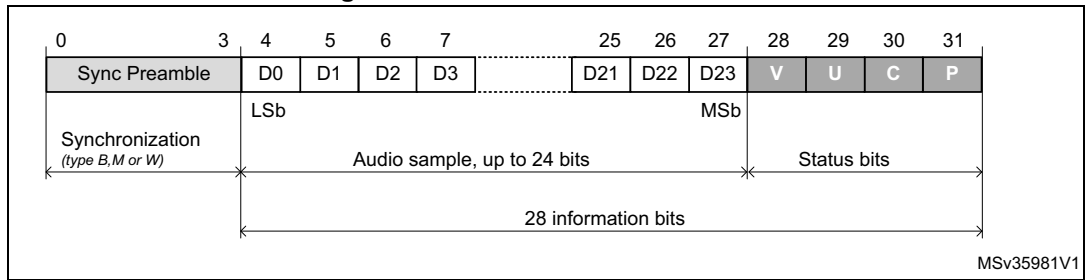 0 3 4 5 6 7 25 26 27 28 29 30 31
Sync Preamble D0 D1 D2 D3 D21 D22 D23 V U C P
LSb MSb
Synchronization
(type B,M or W) Audio sample, up to 24 bits Status bits
28 information bits
MSv35981V1